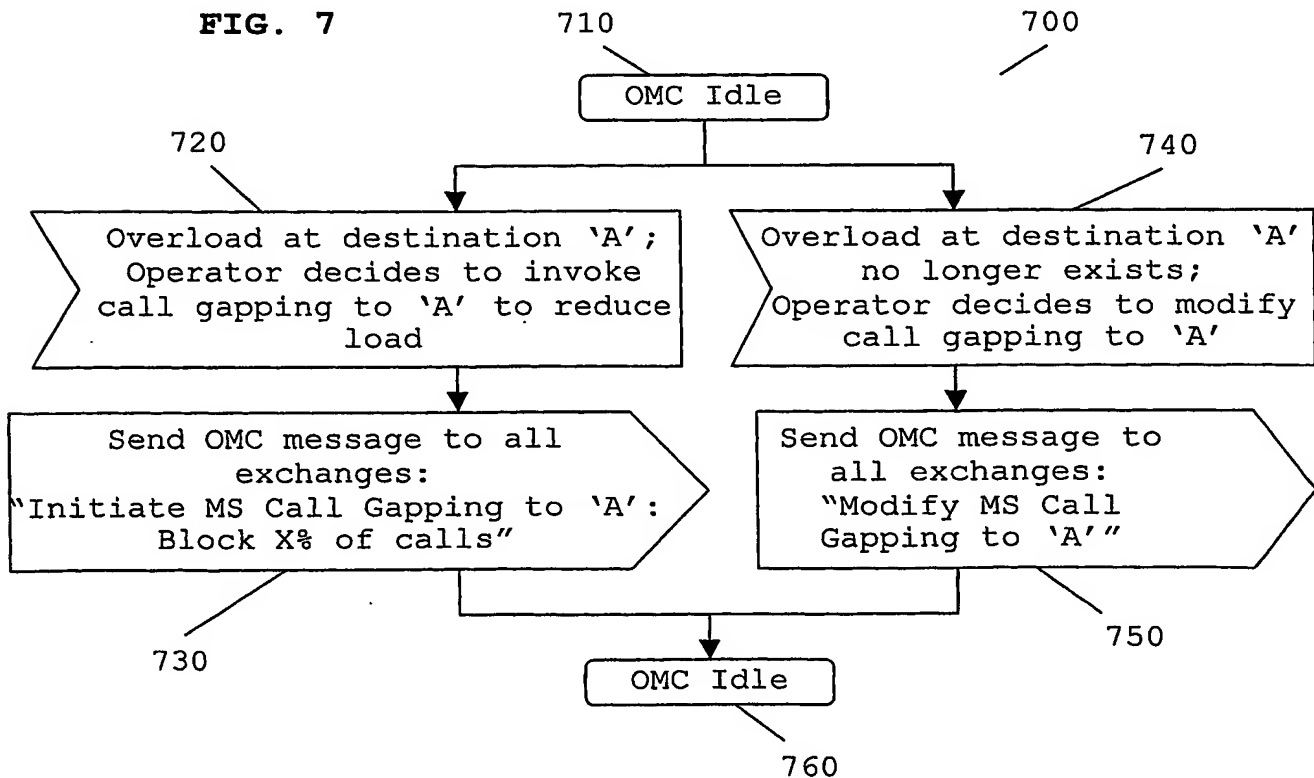 FIG. 7
710
700
OMC Idle
720
740
Overload at destination ‘A’;
Operator decides to invoke
call gapping to ‘A’ to reduce
load
Overload at destination ‘A’
no longer exists;
Operator decides to modify
call gapping to ‘A’
Send OMC message to all
exchanges:
“Initiate MS Call Gapping to ‘A’:
Block X% of calls”
Send OMC message to
all exchanges:
“Modify MS Call
Gapping to ‘A’”
730
750
OMC Idle
760